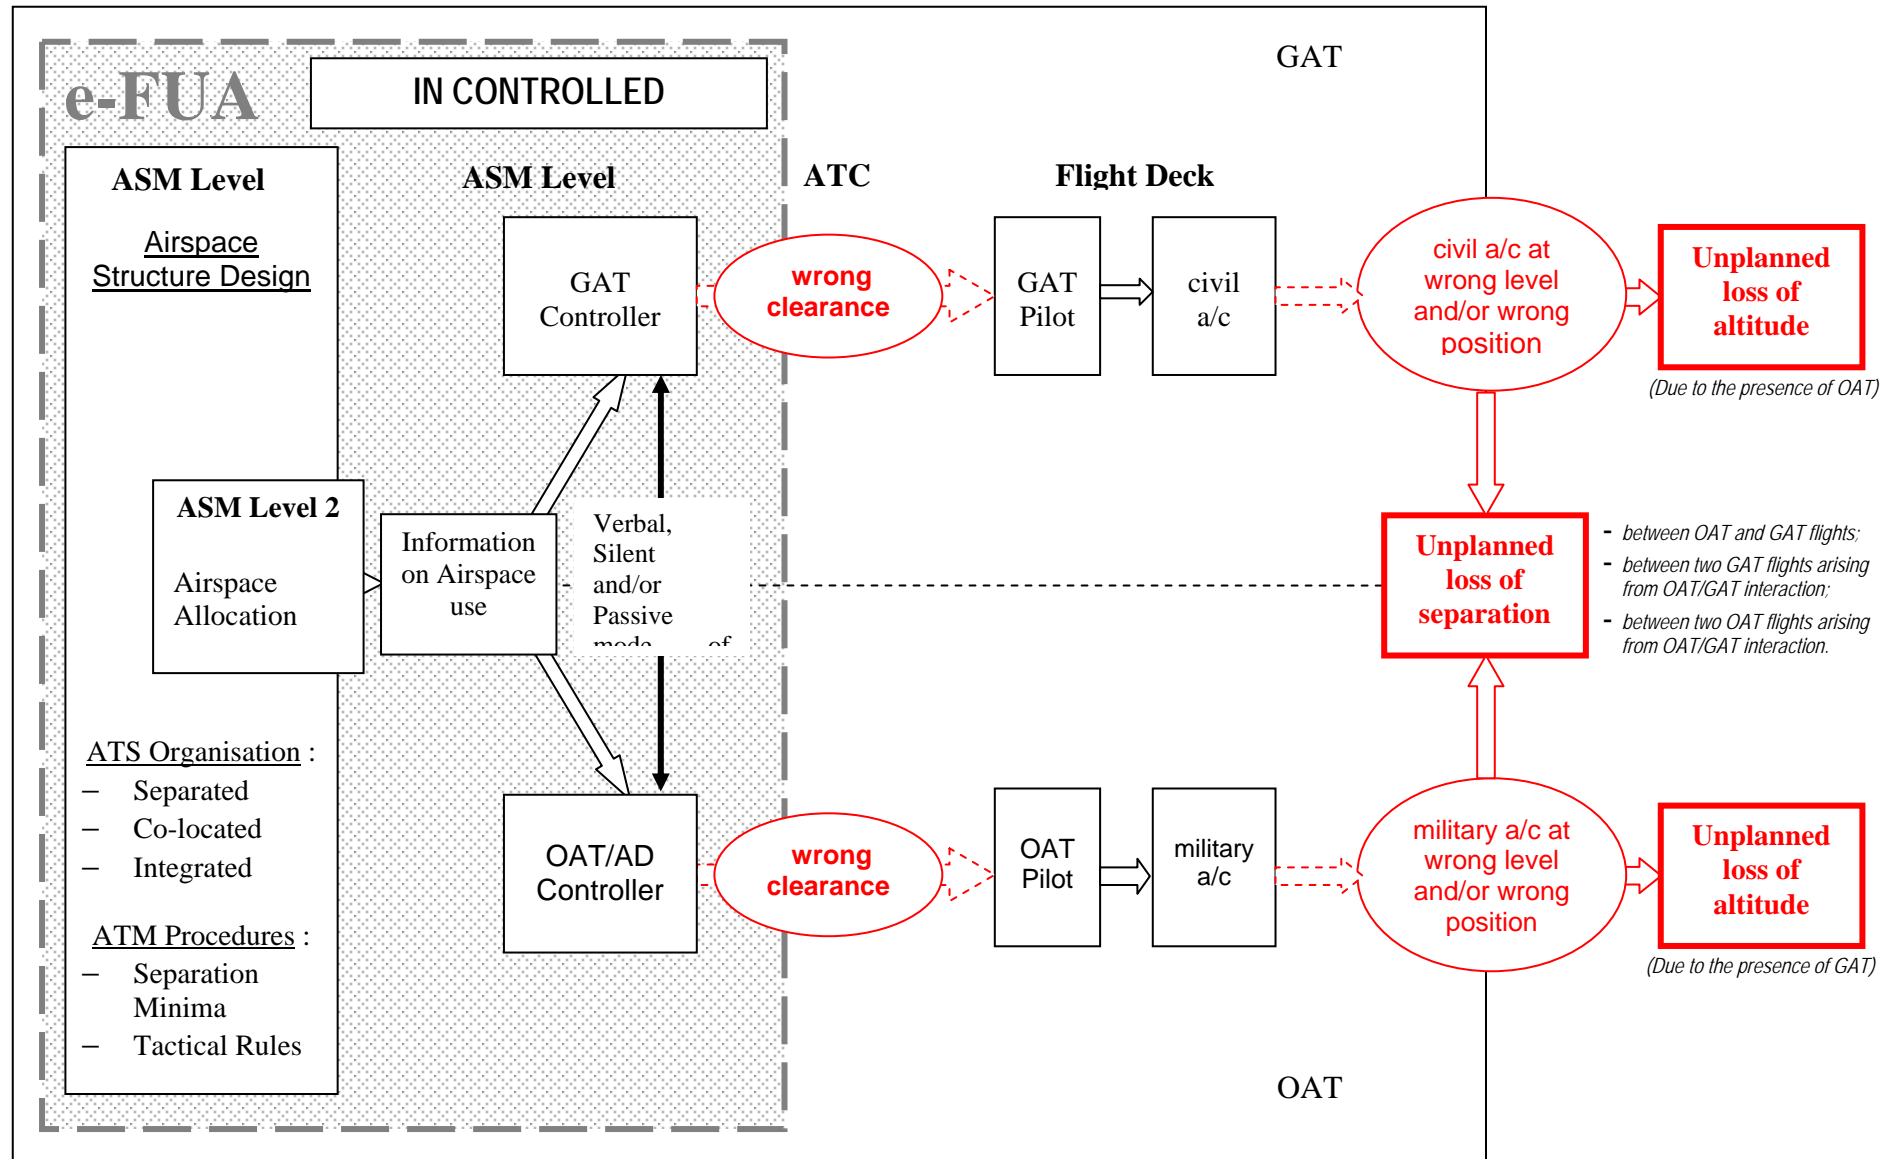 GAT
e-FUA
IN CONTROLLED
ASM Level
Airspace
Structure Design
ASM Level
ATC
Flight Deck
GAT
Controller
wrong
clearance
GAT
Pilot
civil
a/c
civil a/c at
wrong level
and/or wrong
position
Unplanned
loss of
altitude
(Due to the presence of OAT)
ASM Level 2
Airspace
Allocation
Information
on Airspace
use
Verbal,
Silent
and/or
Passive
mode of
Unplanned
loss of
separation
- between OAT and GAT flights;
- between two GAT flights arising
from OAT/GAT interaction;
- between two OAT flights arising
from OAT/GAT interaction.
ATS Organisation :
– Separated
– Co-located
– Integrated
ATM Procedures :
– Separation
Minima
– Tactical Rules
OAT/AD
Controller
wrong
clearance
OAT
Pilot
military
a/c
military a/c at
wrong level
and/or wrong
position
Unplanned
loss of
altitude
(Due to the presence of GAT)
OAT